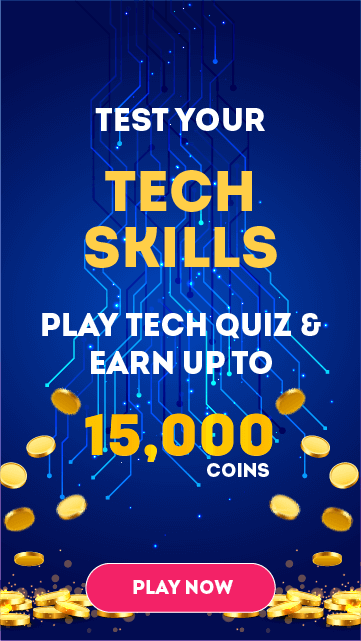 TEST YOUR
TECH
SKILLS
PLAY TECH QUIZ &
EARN UP TO
15,000
COINS
PLAY NOW